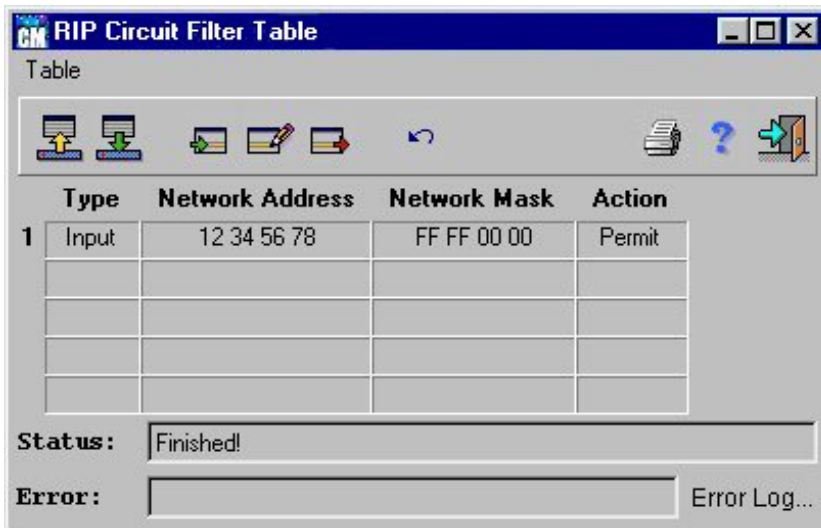 CM RIP Circuit Filter Table
Table
?
Type Network Address Network Mask Action
1 Input 12 34 56 78 FF FF 00 00 Permit
Status: Finished!
Error: Error Log...